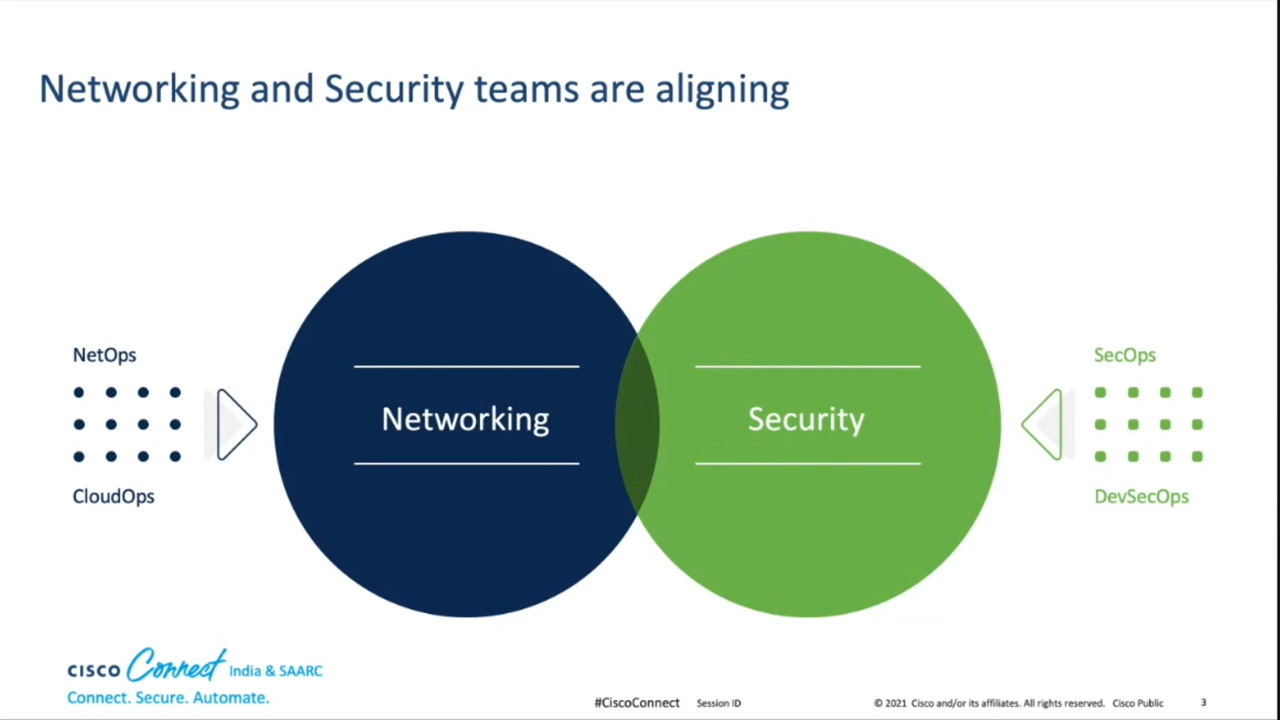 Networking and Security teams are aligning
NetOps
CloudOps
Networking
Security
SecOps
DevSecOps
CISCO Connect India & SAARC
Connect. Secure. Automate.
#CiscoConnect Session ID © 2021 Cisco and/or its affiliates. All rights reserved. Cisco Public 3